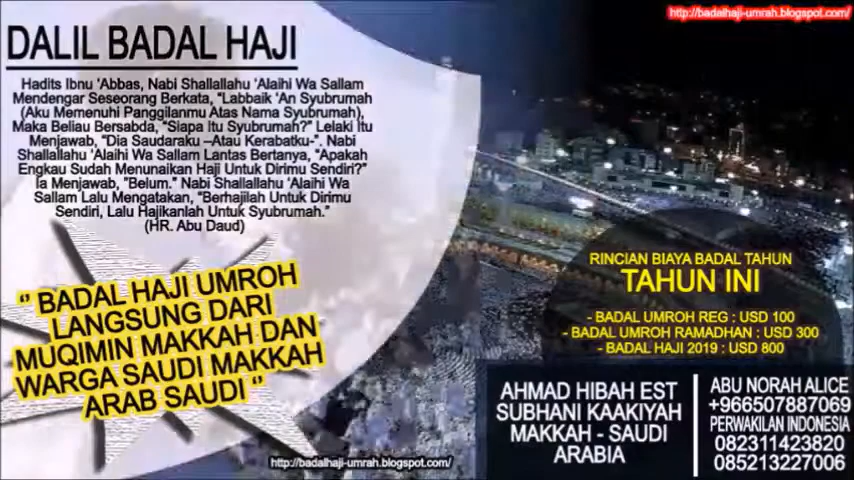 http://badalhaji-umrah.blogspot.com/
DALIL BADAL HAJI
Hadits Ibnu 'Abbas, Nabi Shallallahu 'Alaihi Wa Sallam
Mendengar Seseorang Berkata, "Labbaik 'An Syubrumah
(Aku Memenuhi Panggilanmu Atas Nama Syubrumah),
Maka Beliau Bersabda, "Siapa Itu Syubrumah?" Lelaki Itu
Menjawab, "Dia Saudaraku –Atau Kerabatku-". Nabi
Shallallahu 'Alaihi Wa Sallam Lantas Bertanya, "Apakah
Engkau Sudah Menunaikan Haji Untuk Dirimu Sendiri?"
Ia Menjawab, "Belum." Nabi Shallallahu 'Alaihi Wa
Sallam Lalu Mengatakan, "Berhajilah Untuk Dirimu
Sendiri, Lalu Hajikanlah Untuk Syubrumah."
(HR. Abu Daud)
" BADAL HAJI UMROH
LANGSUNG DARI
MUQIMIN MAKKAH DAN
WARGA SAUDI MAKKAH
ARAB SAUDI "
RINCIAN BIAYA BADAL TAHUN
TAHUN INI
- BADAL UMROH REG : USD 100
- BADAL UMROH RAMADHAN : USD 300
- BADAL HAJI 2019 : USD 800
AHMAD HIBAH EST
SUBHANI KAAKIYAH
MAKKAH - SAUDI
ARABIA
ABU NORAH ALICE
+966507887069
PERWAKILAN INDONESIA
082311423820
085213227006
http://badalhaji-umrah.blogspot.com/